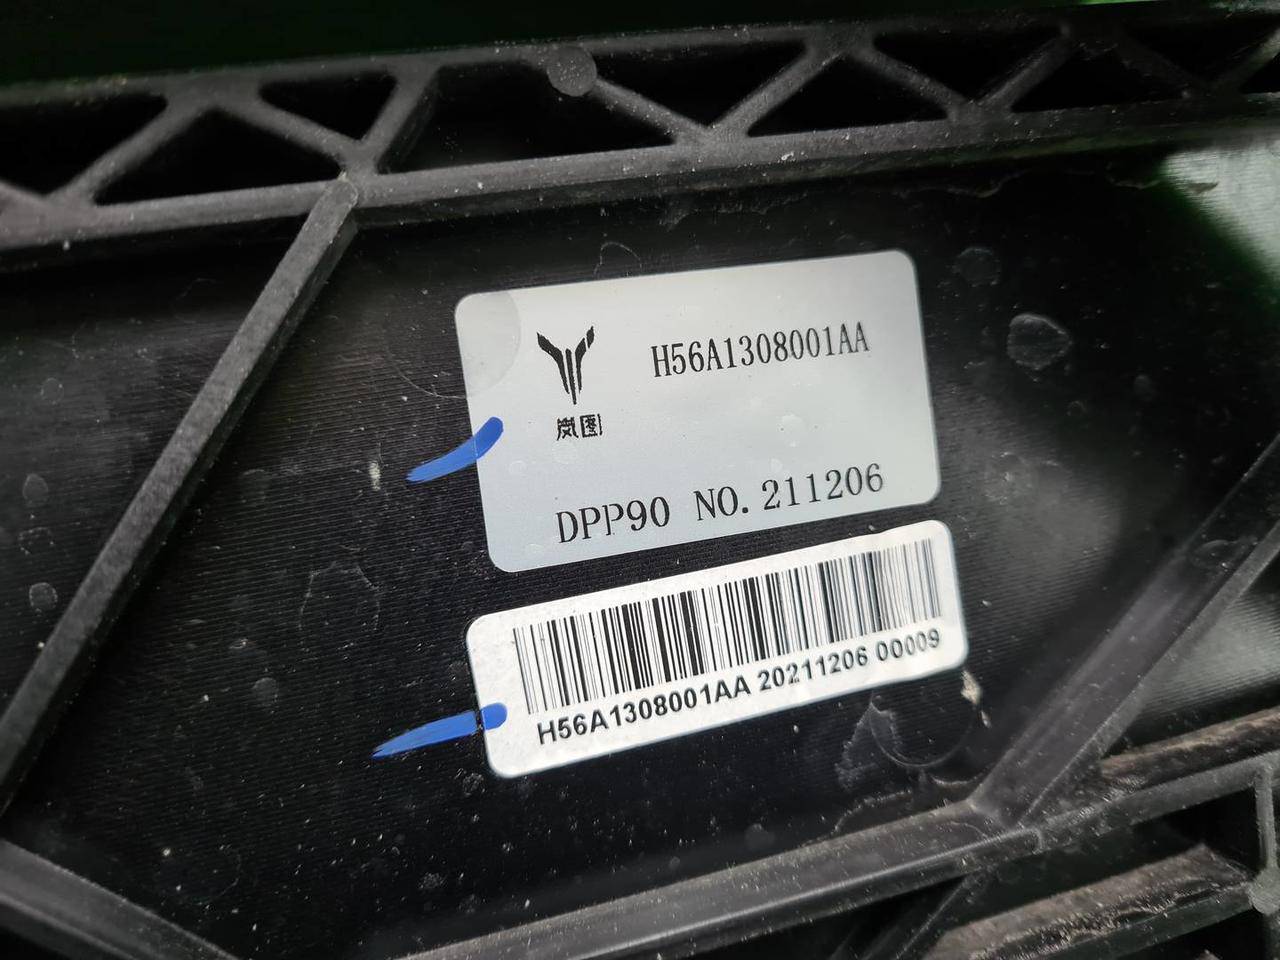 H56A1308001AA
岚图
DPP90 NO. 211206
H56A1308001AA 20211206 00009